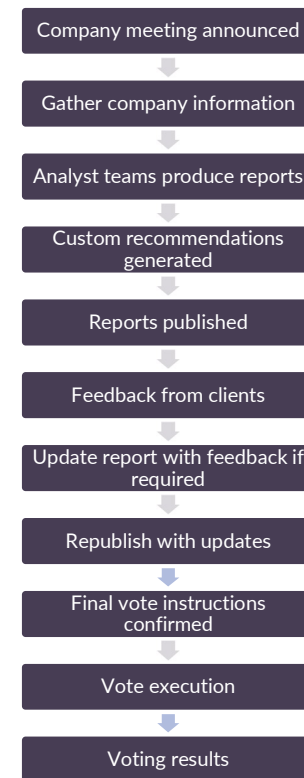 Company meeting announced
Gather company information
Analyst teams produce reports
Custom recommendations
generated
Reports published
Feedback from clients
Update report with feedback if
required
Republish with updates
Final vote instructions
confirmed
Vote execution
Voting results